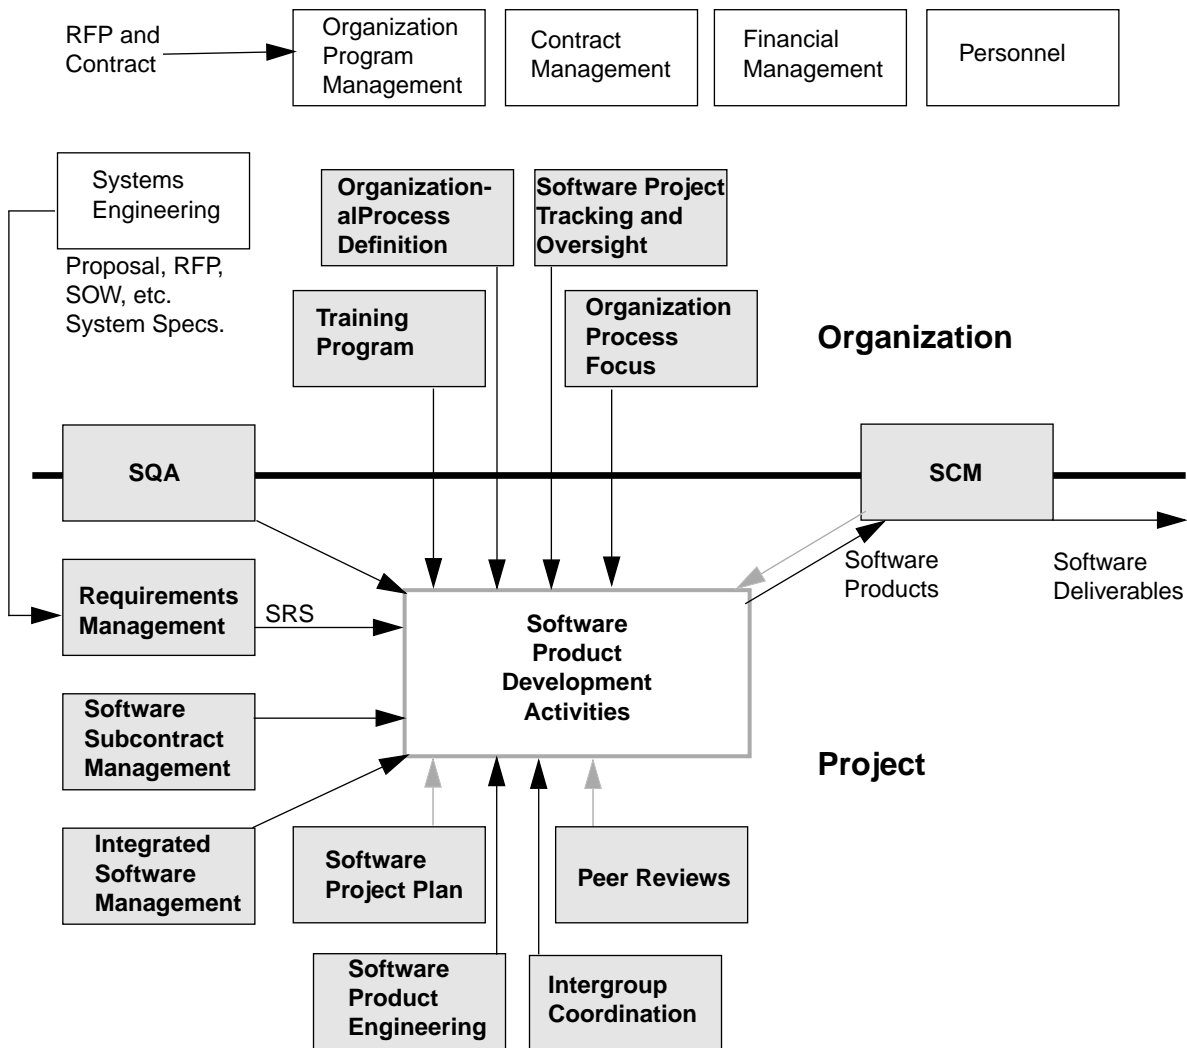 RFP and
Contract
Organization
Program
Management
Contract
Management
Financial
Management
Personnel
Systems
Engineering
Proposal, RFP,
SOW, etc.
System Specs.
Organization-
alProcess
Definition
Software Project
Tracking and
Oversight
Training
Program
Organization
Process
Focus
Organization
SQA
SCM
Software
Products
Software
Deliverables
Requirements
Management
SRS
Software
Product
Development
Activities
Software
Subcontract
Management
Project
Integrated
Software
Management
Software
Project Plan
Peer Reviews
Software
Product
Engineering
Intergroup
Coordination